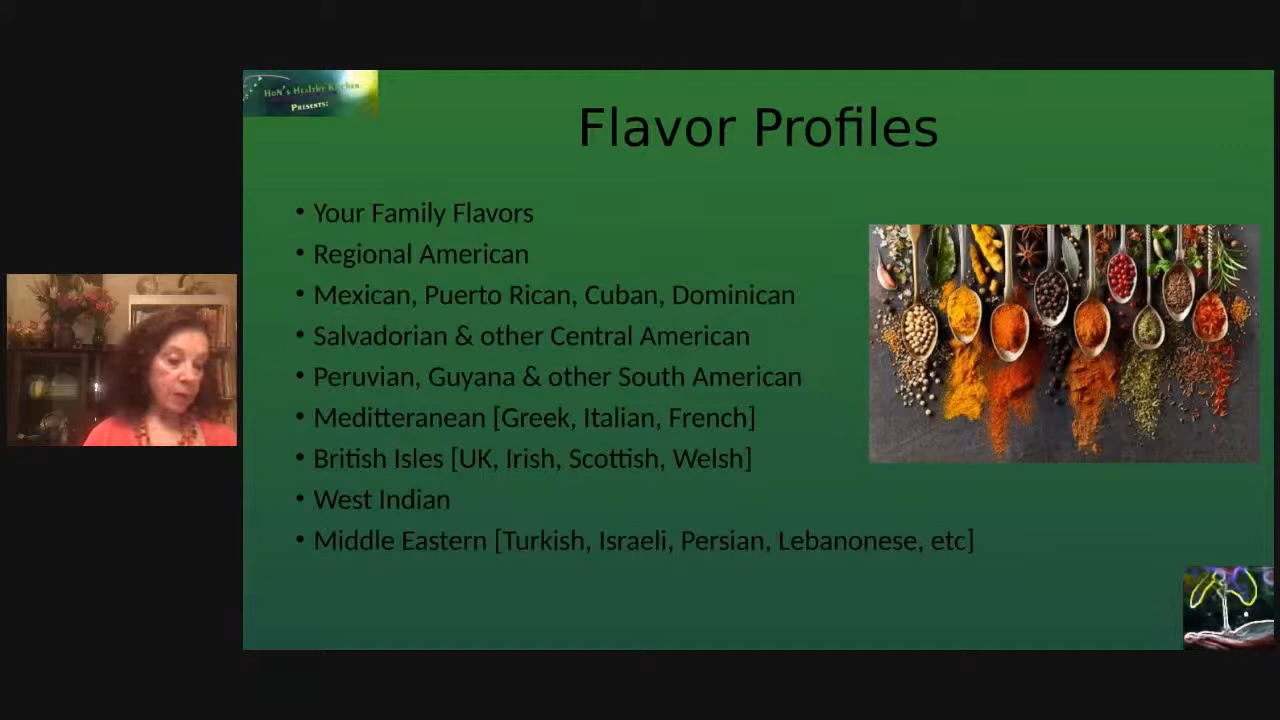 HoN's Healthy Kitchen
Presents:
Flavor Profiles
• Your Family Flavors
• Regional American
• Mexican, Puerto Rican, Cuban, Dominican
• Salvadorian & other Central American
• Peruvian, Guyana & other South American
• Meditteranean [Greek, Italian, French]
• British Isles [UK, Irish, Scottish, Welsh]
• West Indian
• Middle Eastern [Turkish, Israeli, Persian, Lebanonese, etc]